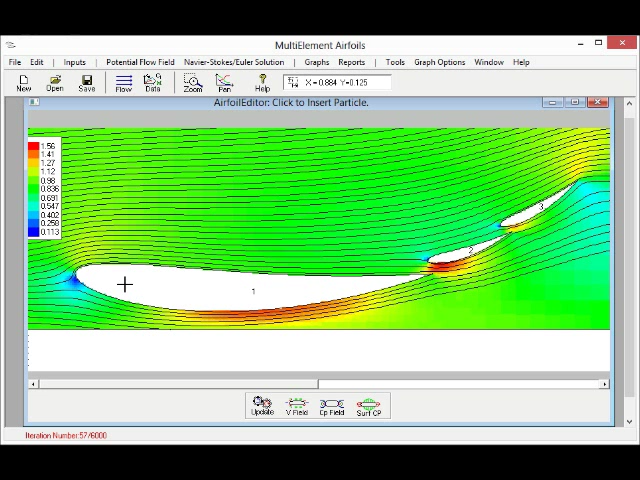 MultiElement Airfoils
File Edit Inputs Potential Flow Field Navier-Stokes/Euler Solution Graphs Reports Tools Graph Options Window Help
New Open Save Flow Data Zoom Pan Help X = 0.884 Y=0.125
AirfoilEditor: Click to Insert Particle.
1.56
1.41
1.27
1.12
0.98
0.836
0.691
0.547
0.402
0.258
0.113
3
2
1
Update V Field Cp Field Surf CP
Iteration Number:57/6000